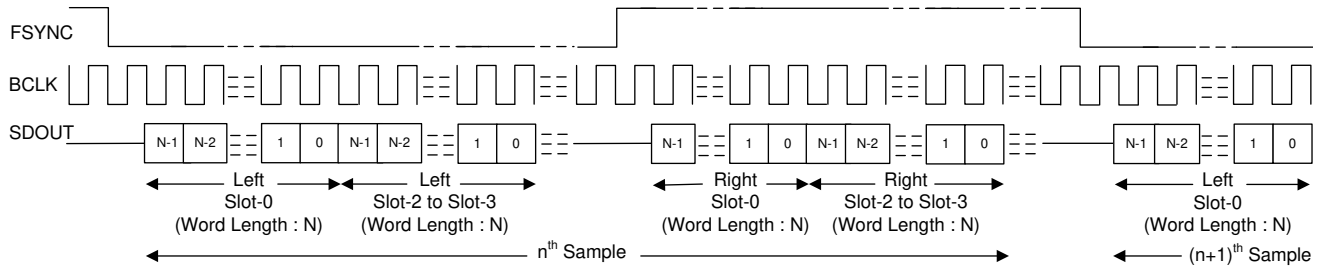 FSYNC
BCLK
SDOUT
N-1 N-2 1 0 N-1 N-2 1 0 N-1 1 0 N-1 N-2 1 0 N-1 N-2 1 0
Left Left Right Right Left
Slot-0 Slot-2 to Slot-3 Slot-0 Slot-2 to Slot-3 Slot-0
(Word Length : N) (Word Length : N) (Word Length : N) (Word Length : N) (Word Length : N)
nth Sample (n+1)th Sample